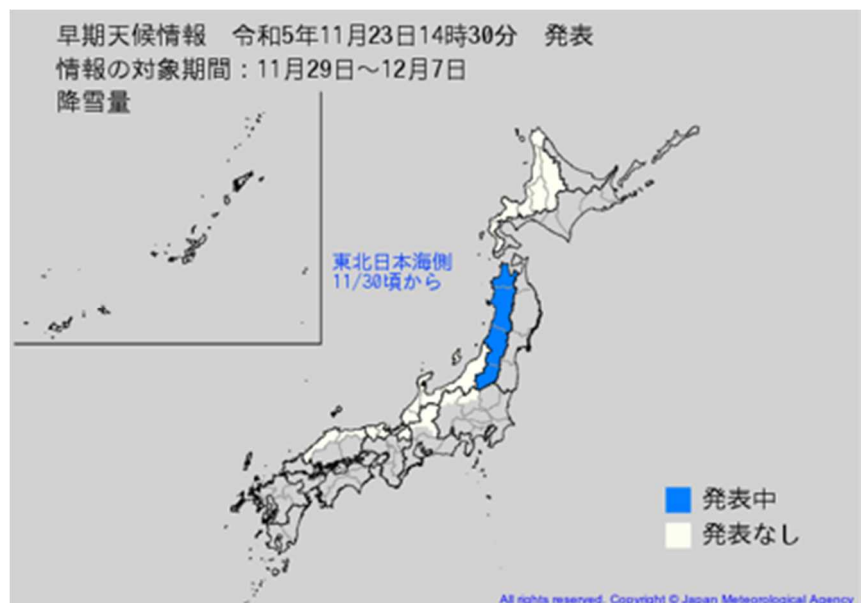 早期天候情報　令和5年11月23日14時30分　発表
情報の対象期間：11月29日～12月7日
降雪量
東北日本海側
11/30頃から
発表中
発表なし
All rights reserved. Copyright © Japan Meteorological Agency